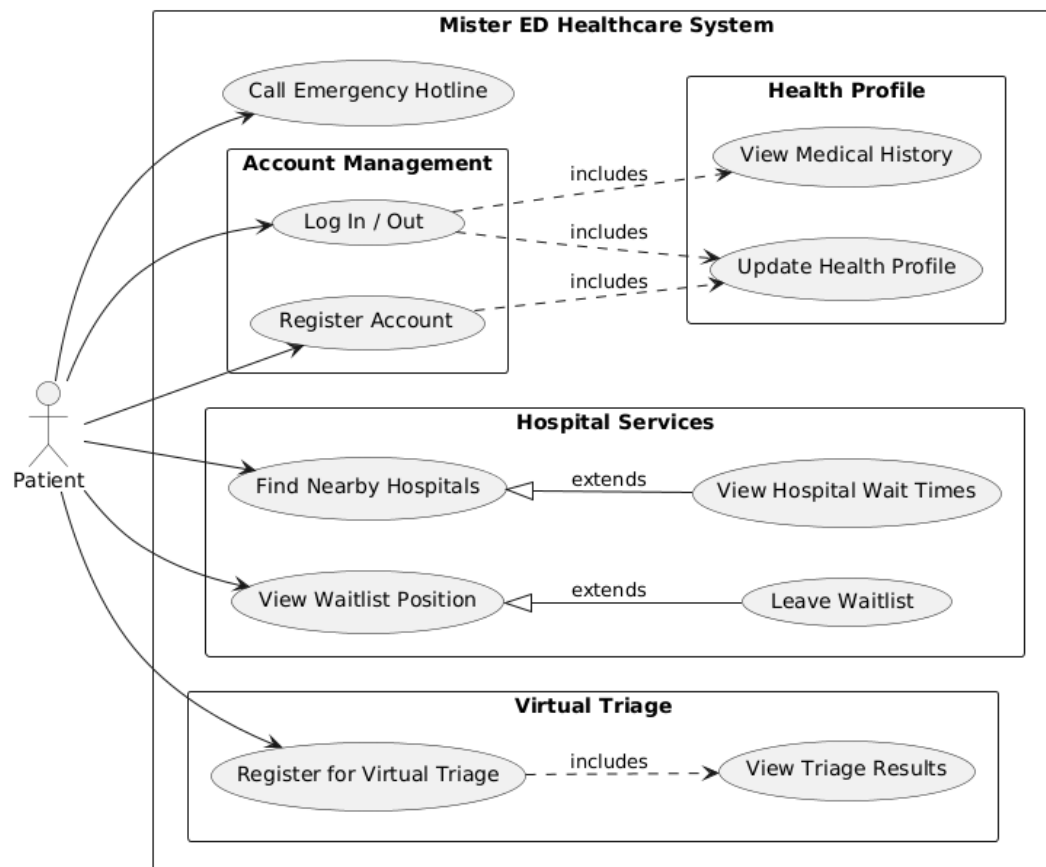 Mister ED Healthcare System
Call Emergency Hotline
Health Profile
View Medical History
Account Management
includes
Log In / Out
includes
Update Health Profile
includes
Register Account
Patient
Hospital Services
Find Nearby Hospitals
extends
View Hospital Wait Times
View Waitlist Position
extends
Leave Waitlist
Virtual Triage
Register for Virtual Triage
includes
View Triage Results